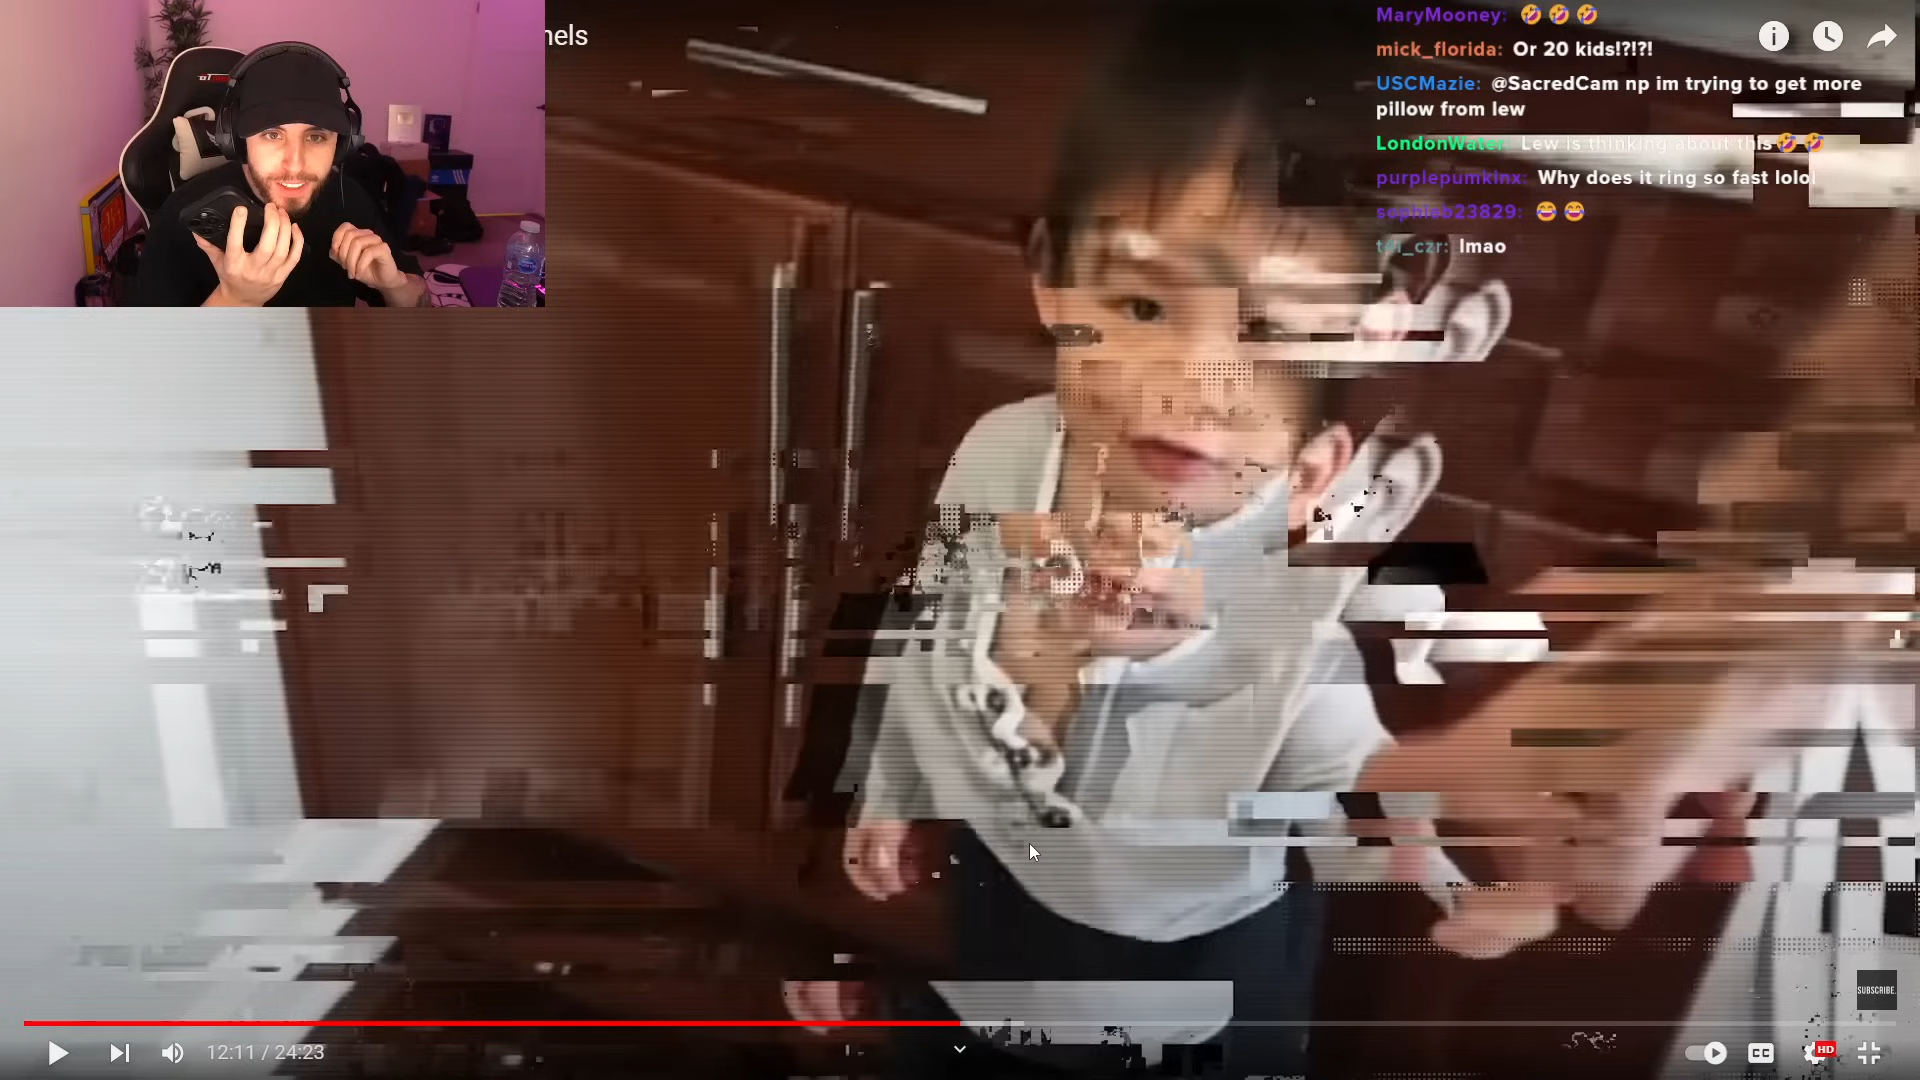 nels
MaryMooney: 🤣 🤣 🤣
mick_florida: Or 20 kids!?!?!
USCMazie: @SacredCam np im trying to get more
pillow from lew
LondonWater: Lew is thinking about this 🤣 🤣
purplepumkinx: Why does it ring so fast lolol
sophieb23829: 😂 😂
lmao
SUBSCRIBE.
12:11 / 24:23
CC
HD